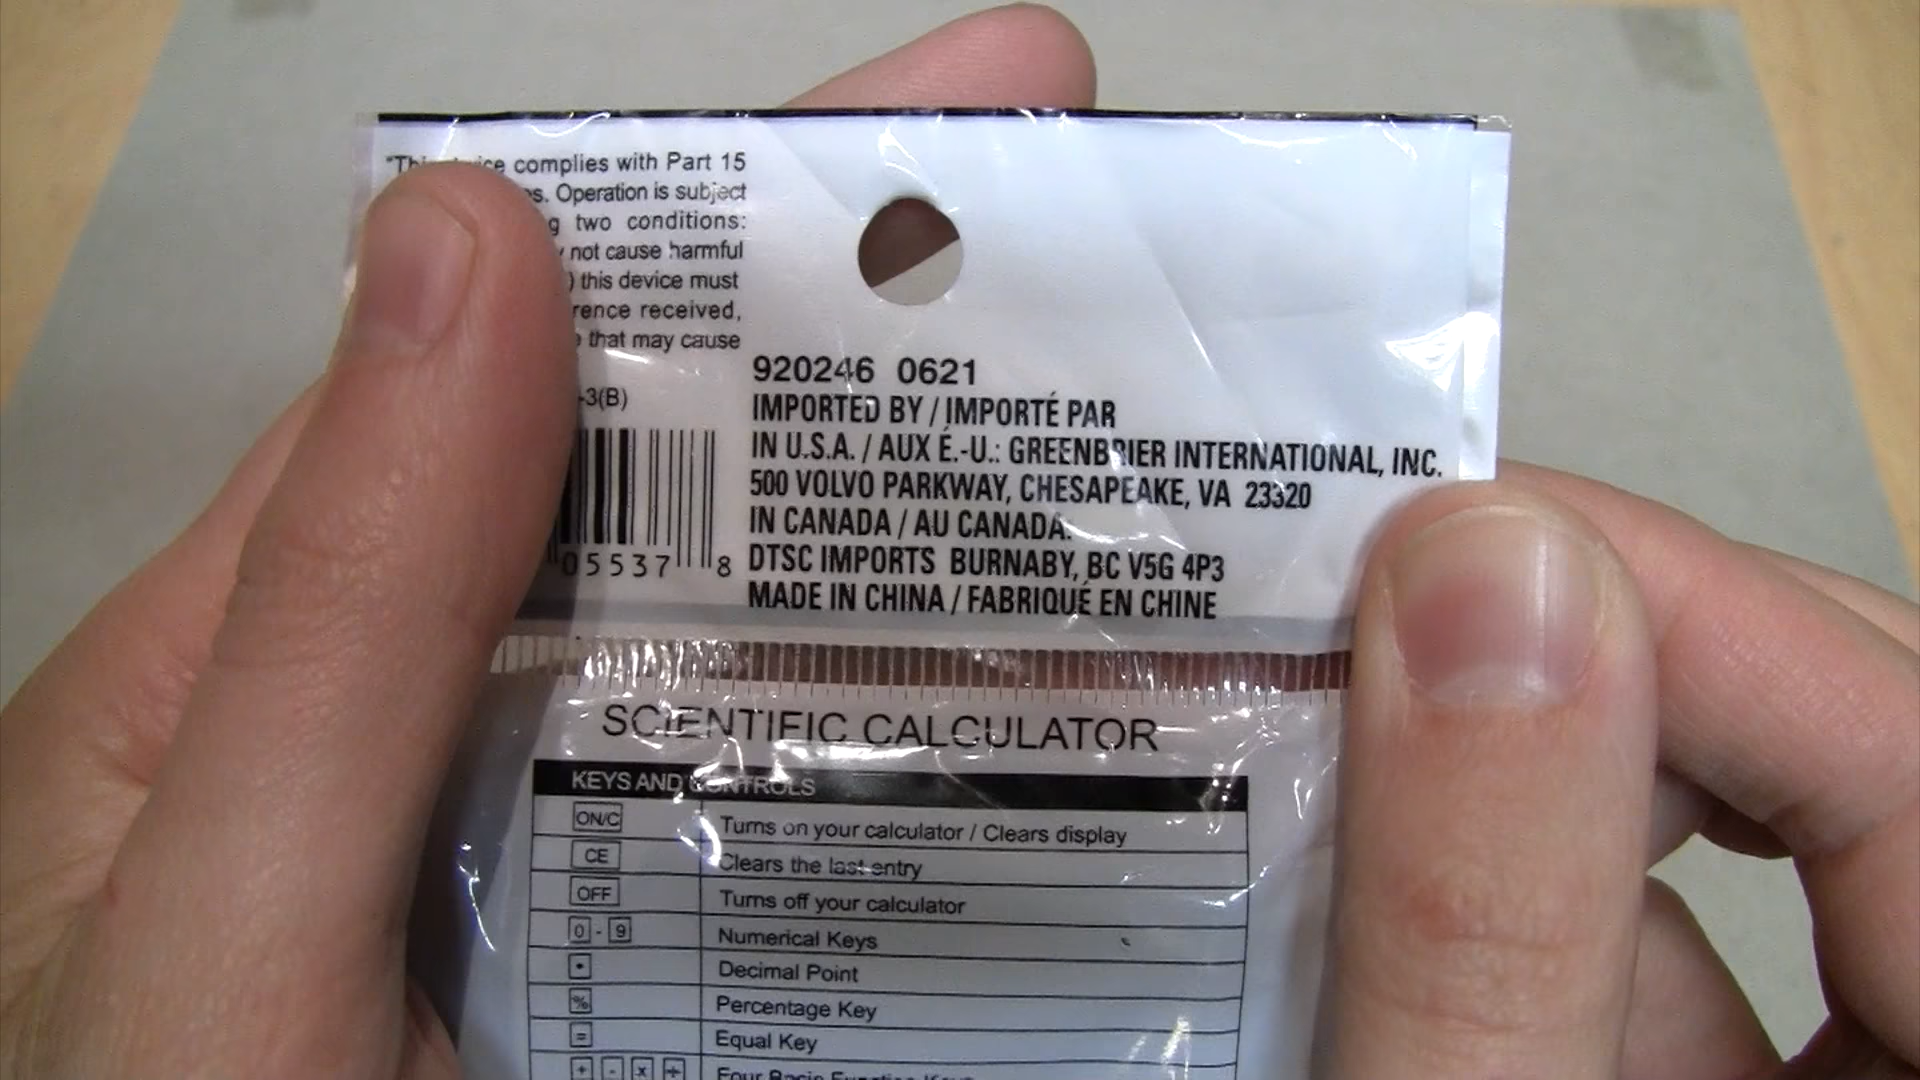 "This device complies with Part 15
s. Operation is subject
g two conditions:
not cause harmful
) this device must
rence received,
that may cause
-3(B)
05537 8
920246 0621
IMPORTED BY / IMPORTÉ PAR
IN U.S.A. / AUX É.-U.: GREENBRIER INTERNATIONAL, INC.
500 VOLVO PARKWAY, CHESAPEAKE, VA 23320
IN CANADA / AU CANADA:
DTSC IMPORTS BURNABY, BC V5G 4P3
MADE IN CHINA / FABRIQUÉ EN CHINE
SCIENTIFIC CALCULATOR
KEYS AND CONTROLS
ON/C Turns on your calculator / Clears display
CE Clears the last entry
OFF Turns off your calculator
0 - 9 Numerical Keys
• Decimal Point
% Percentage Key
= Equal Key
+ - x ÷ Four Basic Function Keys